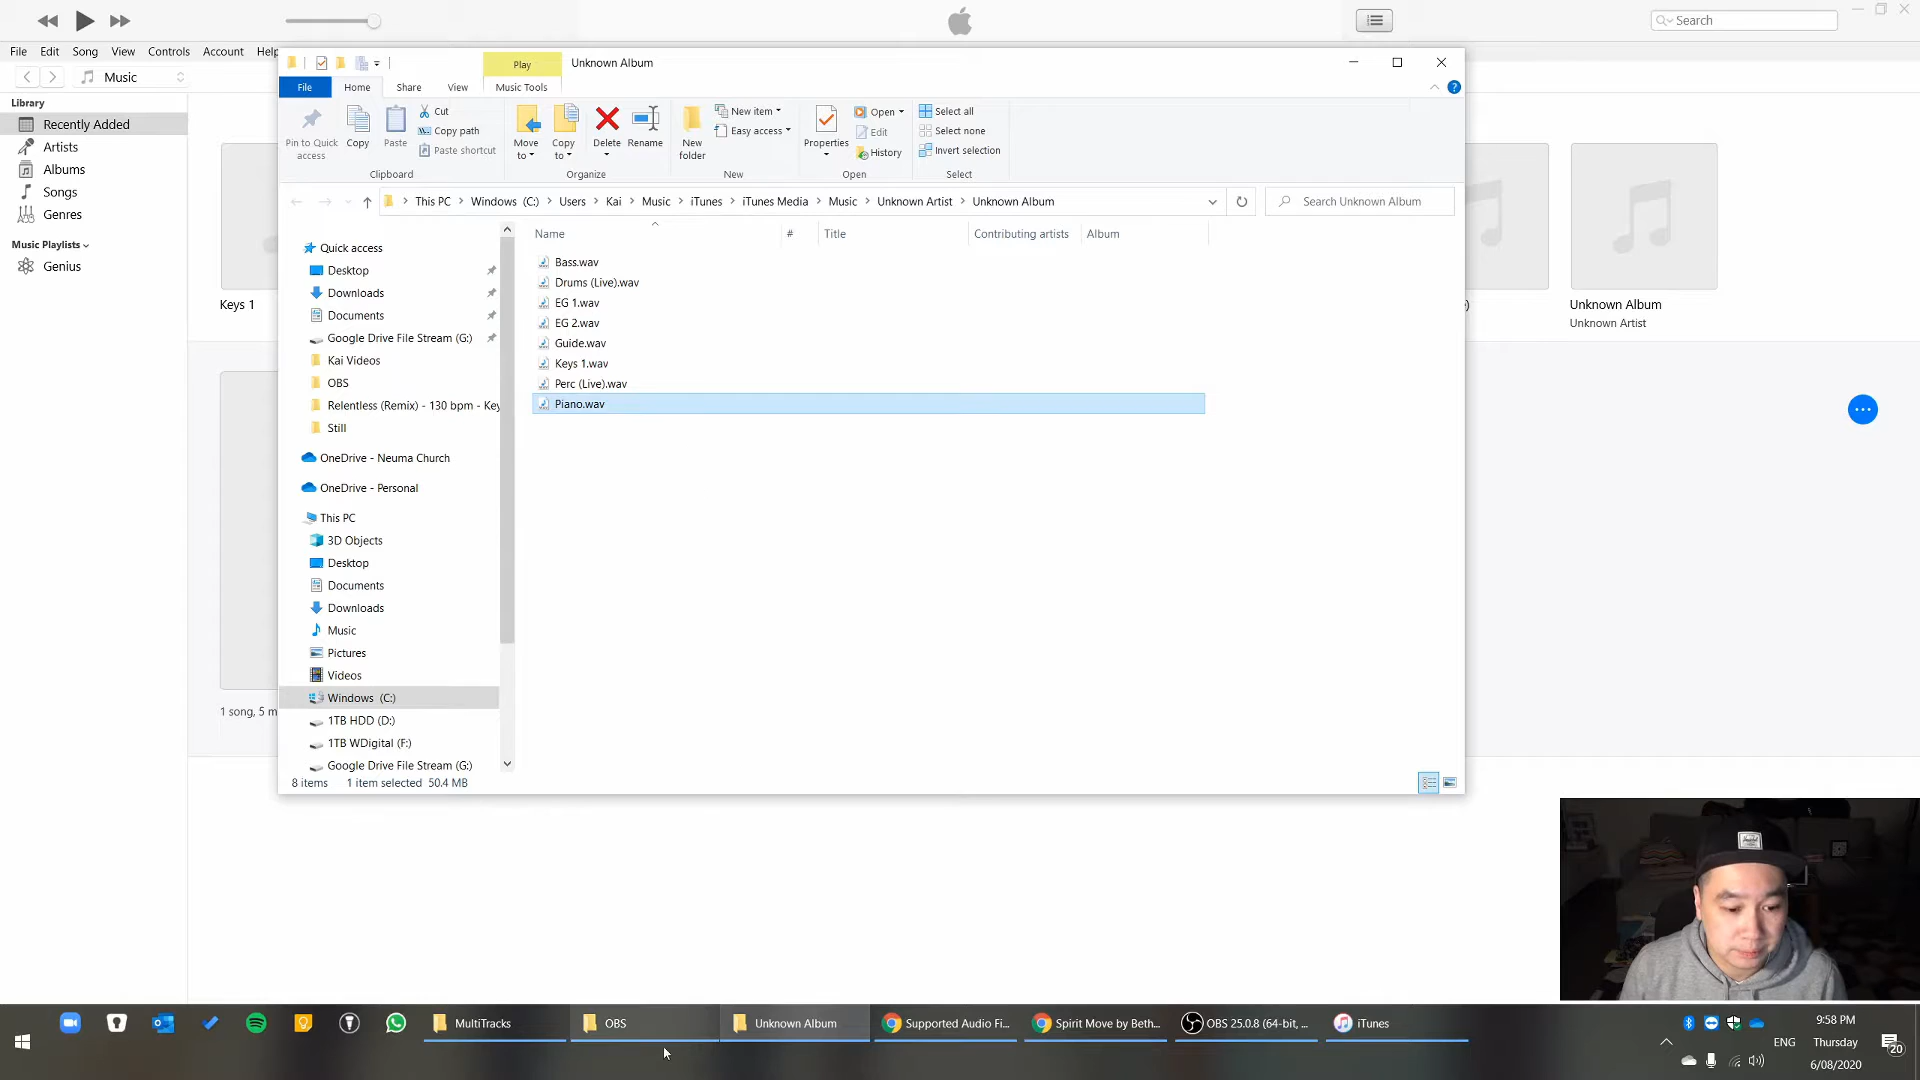 Search
File Edit Song View Controls Account Help
Music
Library
Recently Added
Artists
Albums
Songs
Genres
Music Playlists
Genius
Keys 1
1 song, 5 m
Unknown Album
Unknown Artist
Play
Unknown Album
File Home Share View Music Tools
Pin to Quick access
Copy
Paste
Cut
Copy path
Paste shortcut
Clipboard
Move to
Copy to
Delete
Rename
Organize
New folder
New item
Easy access
New
Properties
Open
Edit
History
Open
Select all
Select none
Invert selection
Select
This PC Windows (C:) Users Kai Music iTunes iTunes Media Music Unknown Artist Unknown Album
Search Unknown Album
Name # Title Contributing artists Album
Bass.wav
Drums (Live).wav
EG 1.wav
EG 2.wav
Guide.wav
Keys 1.wav
Perc (Live).wav
Piano.wav
Quick access
Desktop
Downloads
Documents
Google Drive File Stream (G:)
Kai Videos
OBS
Relentless (Remix) - 130 bpm - Key
Still
OneDrive - Neuma Church
OneDrive - Personal
This PC
3D Objects
Desktop
Documents
Downloads
Music
Pictures
Videos
Windows (C:)
1TB HDD (D:)
1TB WDigital (F:)
Google Drive File Stream (G:)
8 items 1 item selected 50.4 MB
MultiTracks
OBS
Unknown Album
Supported Audio Fi...
Spirit Move by Beth...
OBS 25.0.8 (64-bit, ...
iTunes
ENG
9:58 PM
Thursday
6/08/2020
20